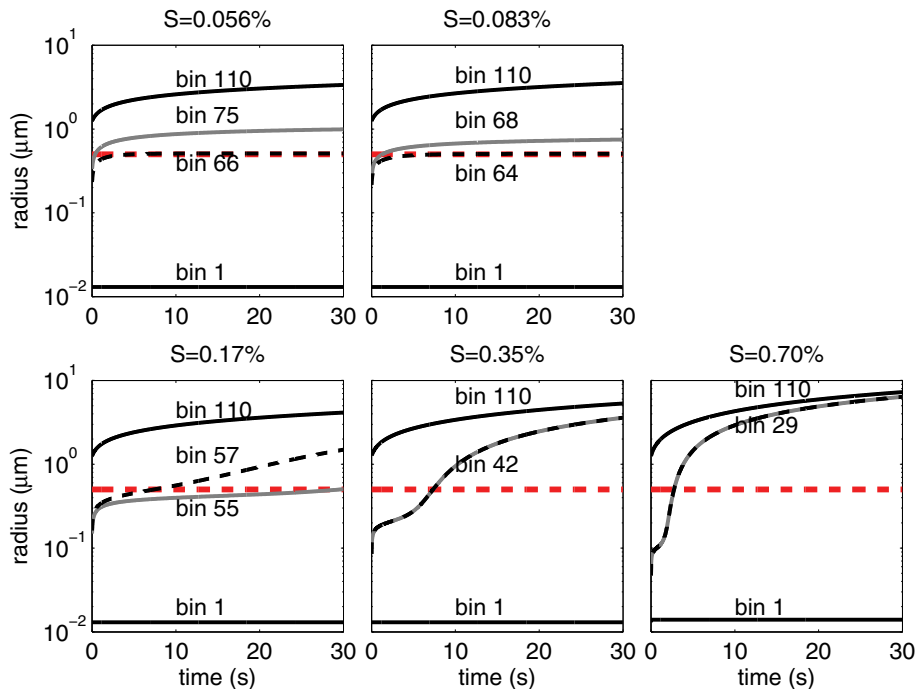 S=0.056%
S=0.083%
10^1
10^0
10^-1
10^-2
radius (μm)
bin 110
bin 75
bin 66
bin 1
0 10 20 30
time (s)
bin 110
bin 68
bin 64
bin 1
0 10 20 30
time (s)
S=0.17%
S=0.35%
S=0.70%
10^1
10^0
10^-1
10^-2
radius (μm)
bin 110
bin 57
bin 55
bin 1
0 10 20 30
time (s)
bin 110
bin 42
bin 1
0 10 20 30
time (s)
bin 110
bin 29
bin 1
0 10 20 30
time (s)